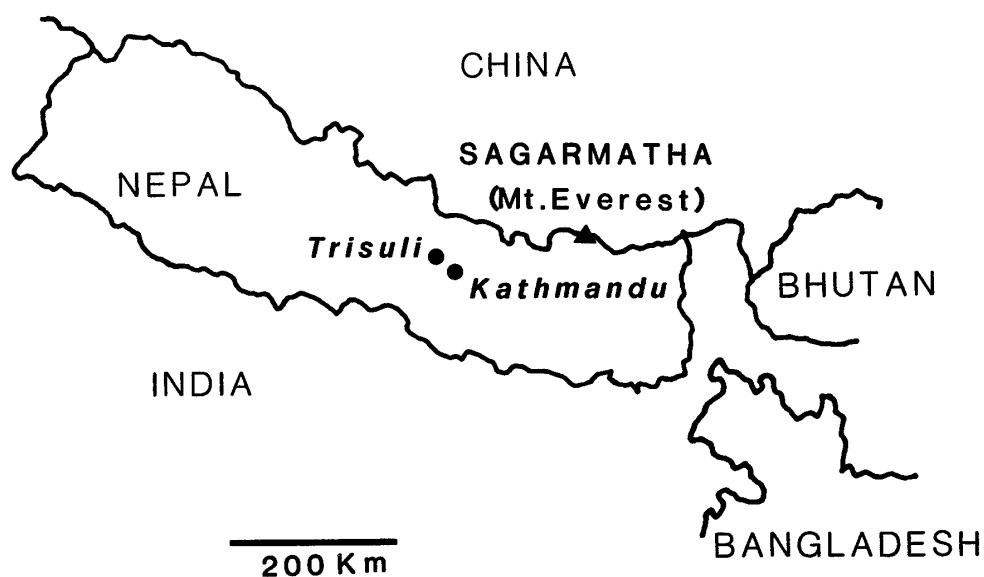 CHINA
SAGARMATHA
(Mt.Everest)
NEPAL
Trisuli
Kathmandu
BHUTAN
INDIA
BANGLADESH
200 Km